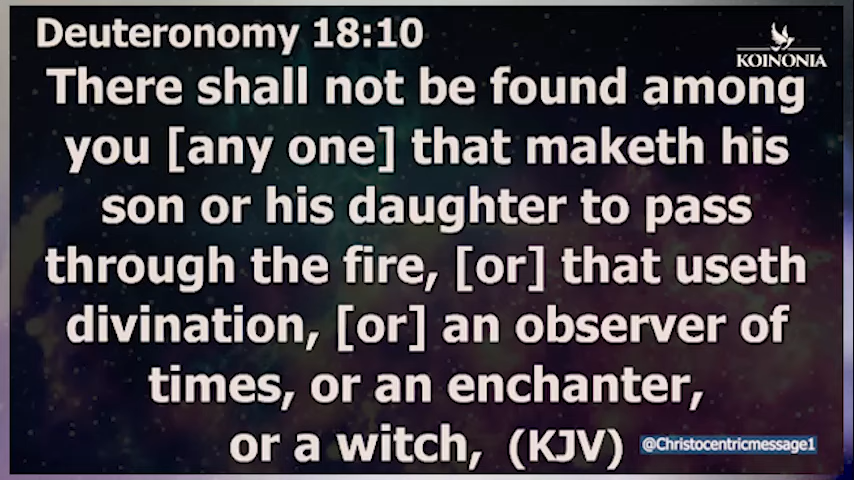 Deuteronomy 18:10
KOINONIA
There shall not be found among
you [any one] that maketh his
son or his daughter to pass
through the fire, [or] that useth
divination, [or] an observer of
times, or an enchanter,
or a witch, (KJV)
@Christocentricmessage1